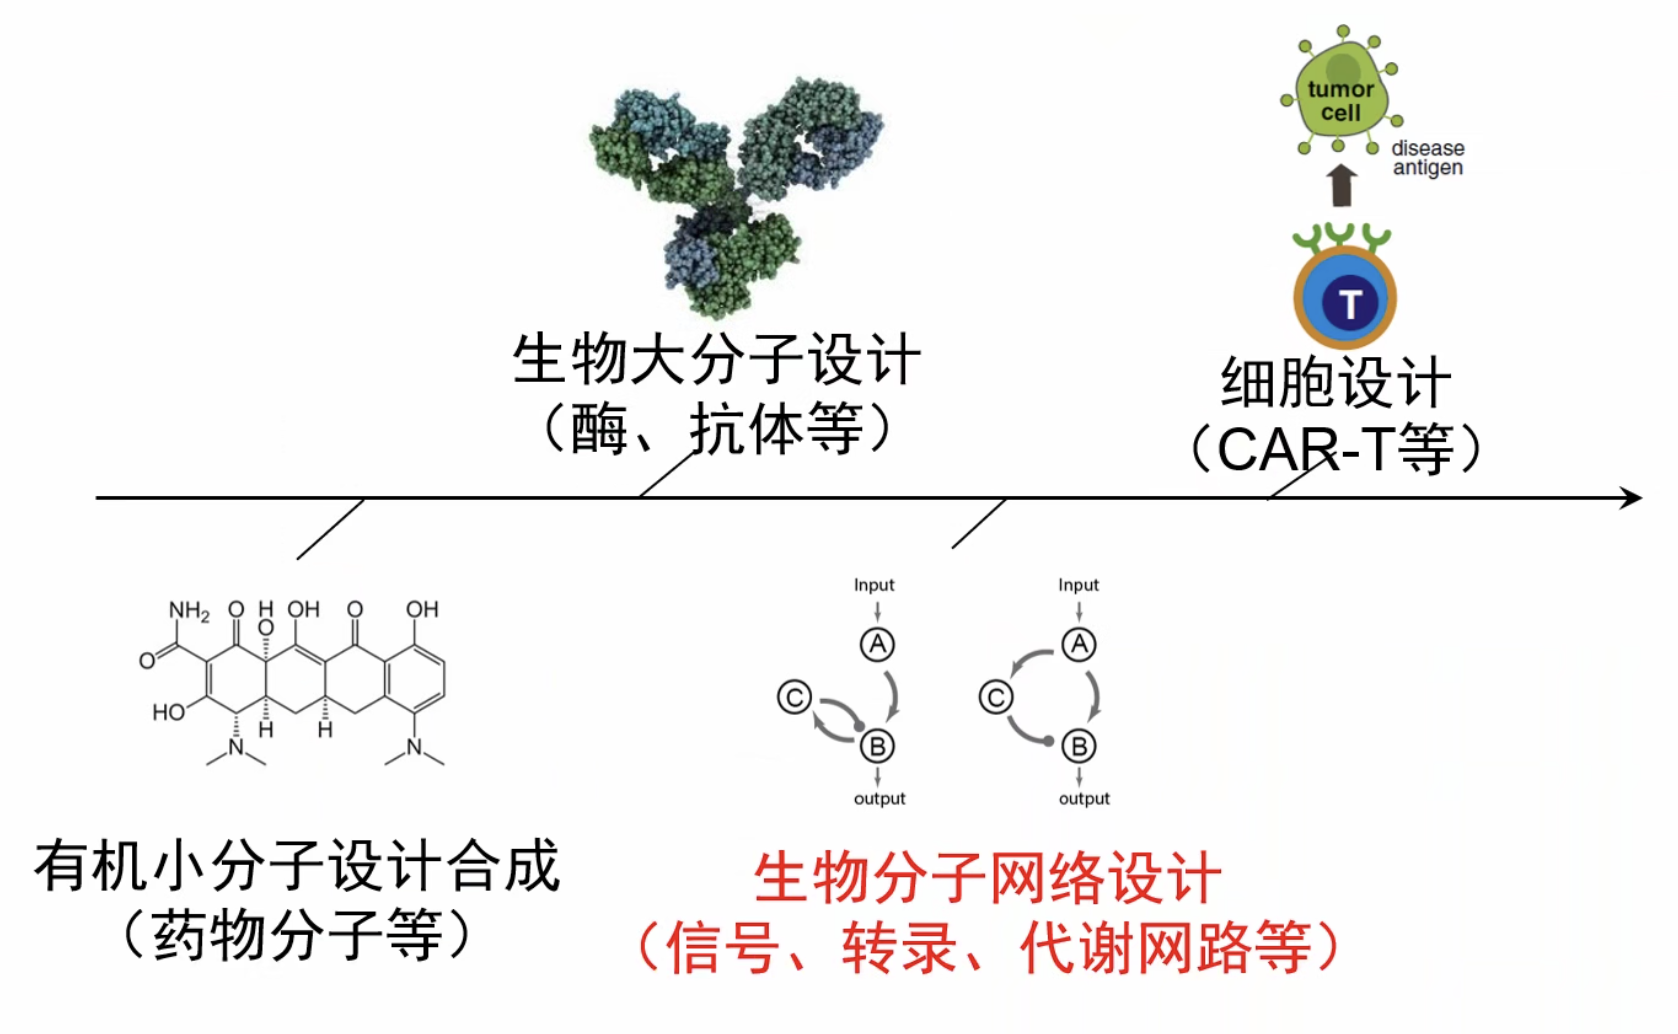 tumor
cell
disease
antigen
T
生物大分子设计
（酶、抗体等）
细胞设计
（CAR-T等）
NH2 O H OH O OH
O
O
HO
H H
N N
有机小分子设计合成
（药物分子等）
Input
A
C
B
output
Input
A
C
B
output
生物分子网络设计
（信号、转录、代谢网路等）